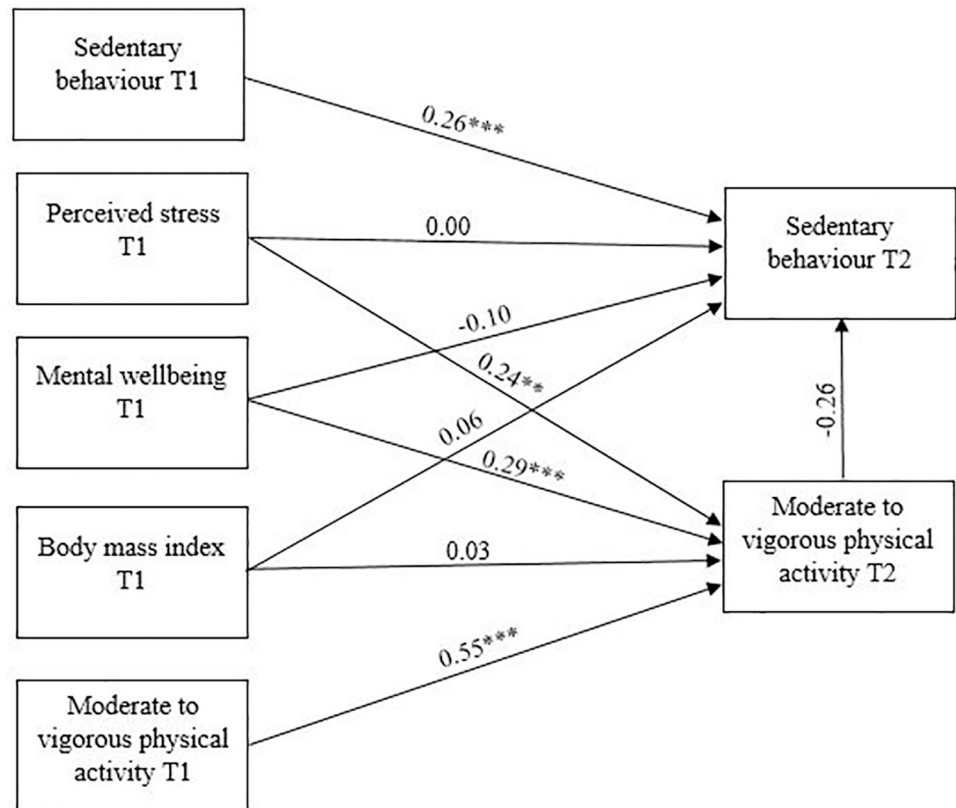 Sedentary
behaviour T1
0.26***
Perceived stress
T1
0.00
Sedentary
behaviour T2
-0.10
Mental wellbeing
T1
0.24**
0.06
0.29***
-0.26
Body mass index
T1
0.03
Moderate to
vigorous physical
activity T2
0.55***
Moderate to
vigorous physical
activity T1